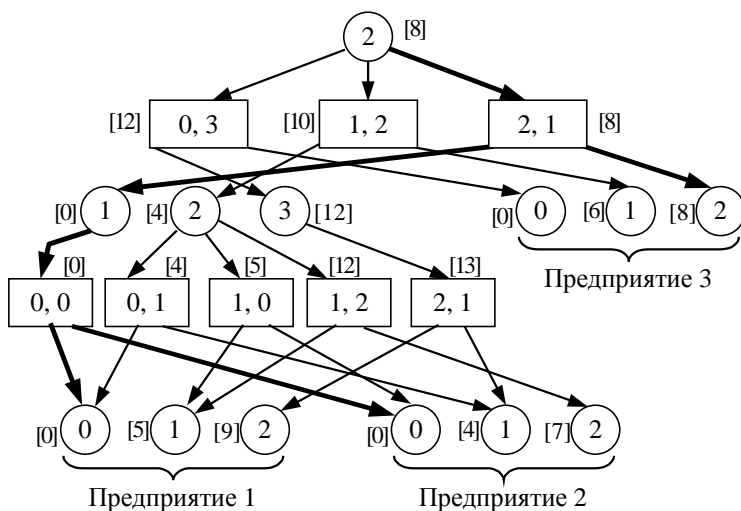 2 [8]
[12] 0, 3 [10] 1, 2 2, 1 [8]
[0] 1 [4] 2 3 [12] [0] 0 [6] 1 [8] 2
Предприятие 3
[0] [4] [5] [12] [13]
0, 0 0, 1 1, 0 1, 2 2, 1
[0] 0 [5] 1 [9] 2 [0] 0 [4] 1 [7] 2
Предприятие 1 Предприятие 2